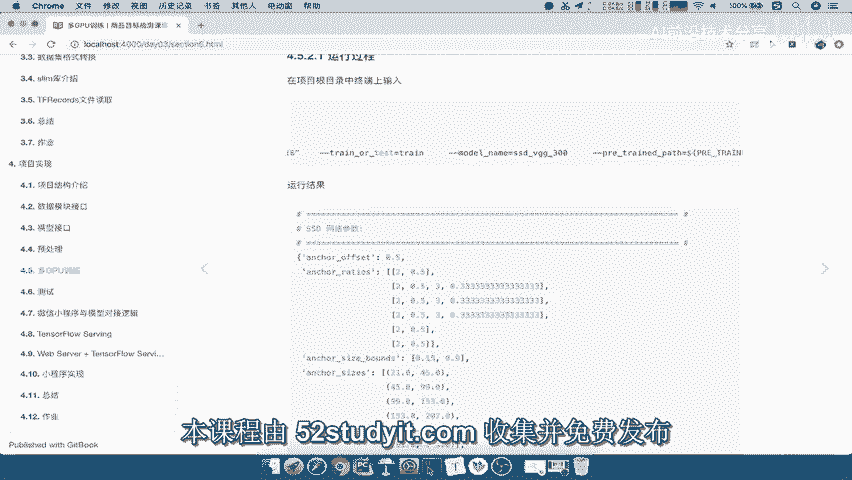 Chrome 文件 修改 视图 历史记录 书签 其他人 电动窗 帮助
100%
多GPU训练 | 商品目标检测课
localhost:4000/day03/section5.html
3.3. 数据集格式转换
3.4. slim库介绍
3.5. TFRecords文件读取
3.6. 总结
3.7. 作业
4. 项目实现
4.1. 项目结构介绍
4.2. 数据模块接口
4.3. 模型接口
4.4. 预处理
4.5. 多GPU训练
4.6. 测试
4.7. 微信小程序与模型对接逻辑
4.8. TensorFlow Serving
4.9. Web Server + TensorFlow Servi...
4.10. 小程序实现
4.11. 总结
4.12. 作业
Published with GitBook
4.5.2.1 运行过程
在项目根目录中终端上输入
--train_or_test=train --model_name=ssd_vgg_300 --pre_trained_path=${PRE_TRAIN
运行结果
# =========================================================================== #
# SSD 网络参数:
# =========================================================================== #
{'anchor_offset': 0.5,
'anchor_ratios': [[2, 0.5],
[2, 0.5, 3, 0.3333333333333333],
[2, 0.5, 3, 0.3333333333333333],
[2, 0.5, 3, 0.3333333333333333],
[2, 0.5],
[2, 0.5]],
'anchor_size_bounds': [0.15, 0.9],
'anchor_sizes': [(21.0, 45.0),
(45.0, 99.0),
(99.0, 153.0),
(153.0, 207.0),
本课程由 52studyit.com 收集并免费发布